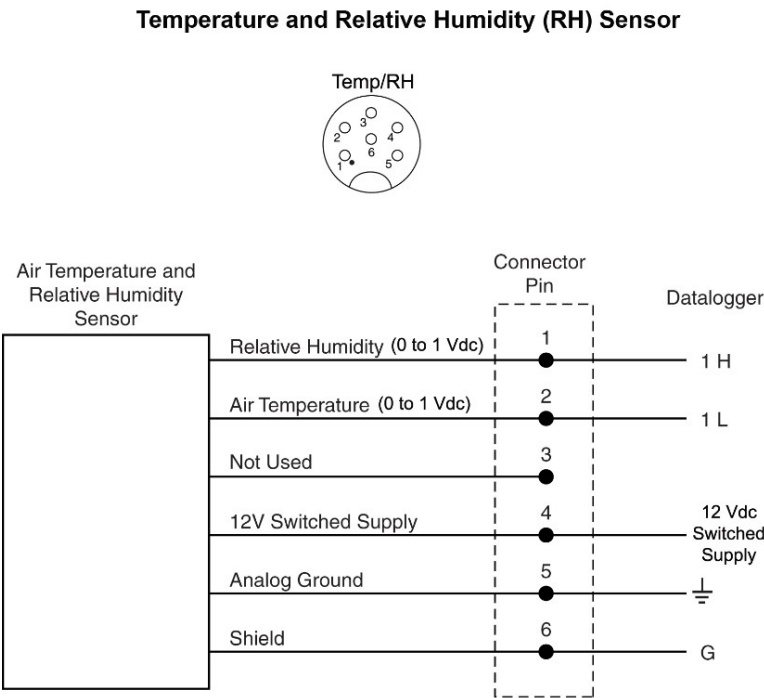 Temperature and Relative Humidity (RH) Sensor
Temp/RH
3
2
4
6
1
5
Air Temperature and
Relative Humidity
Sensor
Connector
Pin
Datalogger
Relative Humidity (0 to 1 Vdc)
1
1 H
Air Temperature (0 to 1 Vdc)
2
1 L
Not Used
3
12V Switched Supply
4
12 Vdc
Switched
Supply
Analog Ground
5
Shield
6
G